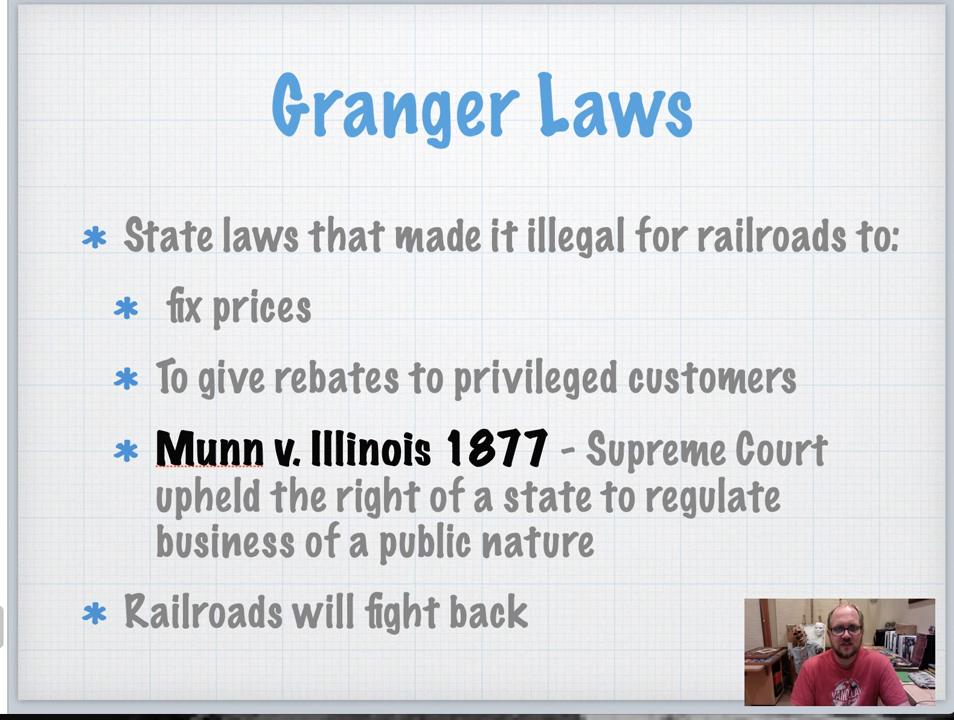 Granger Laws
* State laws that made it illegal for railroads to:
* fix prices
* To give rebates to privileged customers
* Munn v. Illinois 1877 - Supreme Court
upheld the right of a state to regulate
business of a public nature
* Railroads will fight back